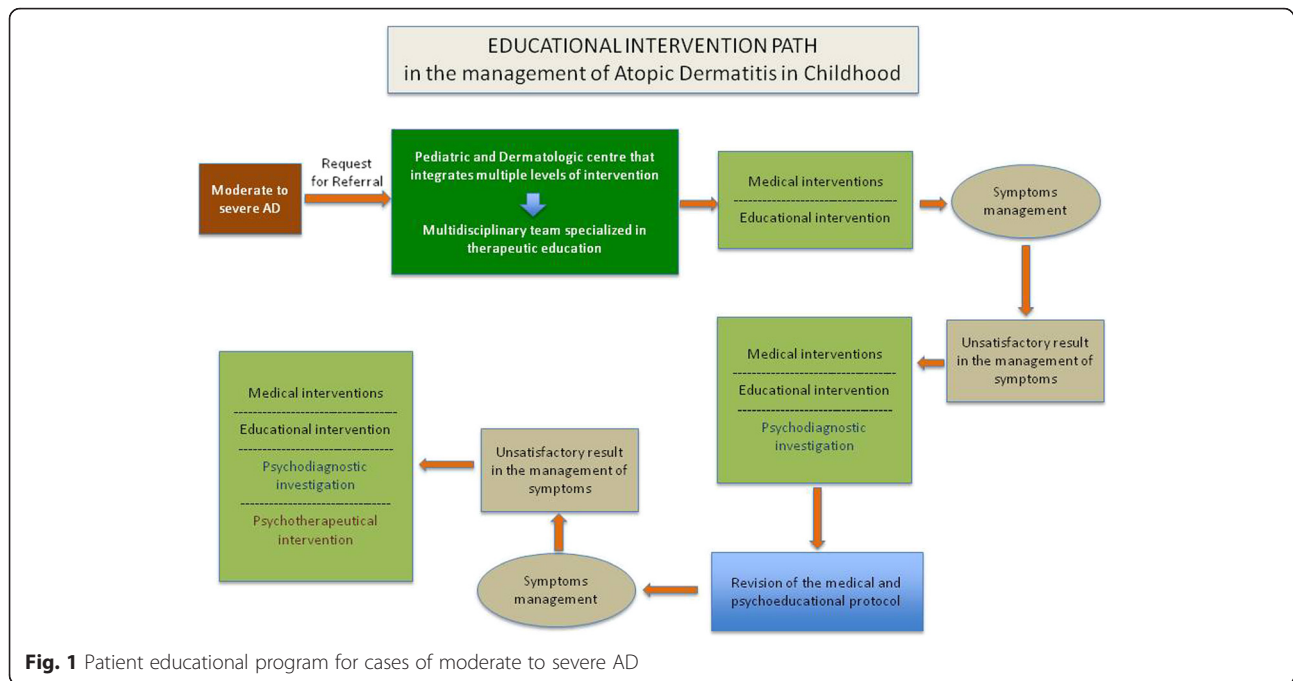 EDUCATIONAL INTERVENTION PATH
in the management of Atopic Dermatitis in Childhood
Moderate to
severe AD
Request
for Referral
Pediatric and Dermatologic centre that
integrates multiple levels of intervention
Multidisciplinary team specialized in
therapeutic education
Medical interventions
Educational intervention
Symptoms
management
Unsatisfactory result
in the management of
symptoms
Medical interventions
Educational intervention
Psychodiagnostic
investigation
Revision of the medical and
psychoeducational protocol
Symptoms
management
Unsatisfactory result
in the management of
symptoms
Medical interventions
Educational intervention
Psychodiagnostic
investigation
Psychotherapeutical
intervention
Fig. 1 Patient educational program for cases of moderate to severe AD